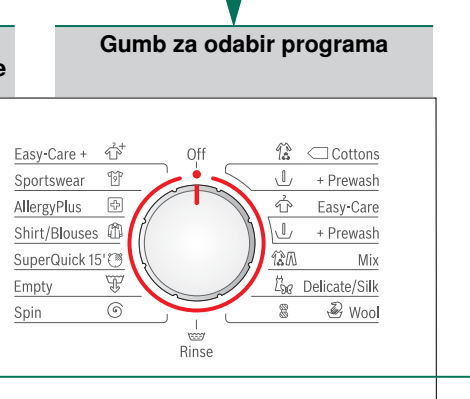 Gumb za odabir programa
e
Off
Easy-Care +
Sportswear
AllergyPlus
Shirt/Blouses
SuperQuick 15'
Empty
Spin
Cottons
+ Prewash
Easy-Care
+ Prewash
Mix
Delicate/Silk
Wool
Rinse